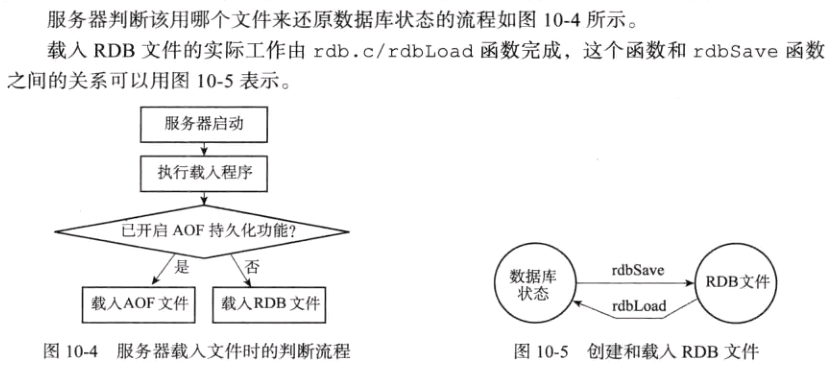 服务器判断该用哪个文件来还原数据库状态的流程如图 10-4 所示。
载入 RDB 文件的实际工作由 rdb.c/rdbLoad 函数完成，这个函数和 rdbSave 函数
之间的关系可以用图 10-5 表示。
服务器启动
执行载入程序
已开启 AOF 持久化功能?
是
否
载入AOF 文件
载入RDB 文件
图 10-4 服务器载入文件时的判断流程
数据库
状态
rdbSave
rdbLoad
RDB文件
图 10-5 创建和载入 RDB 文件